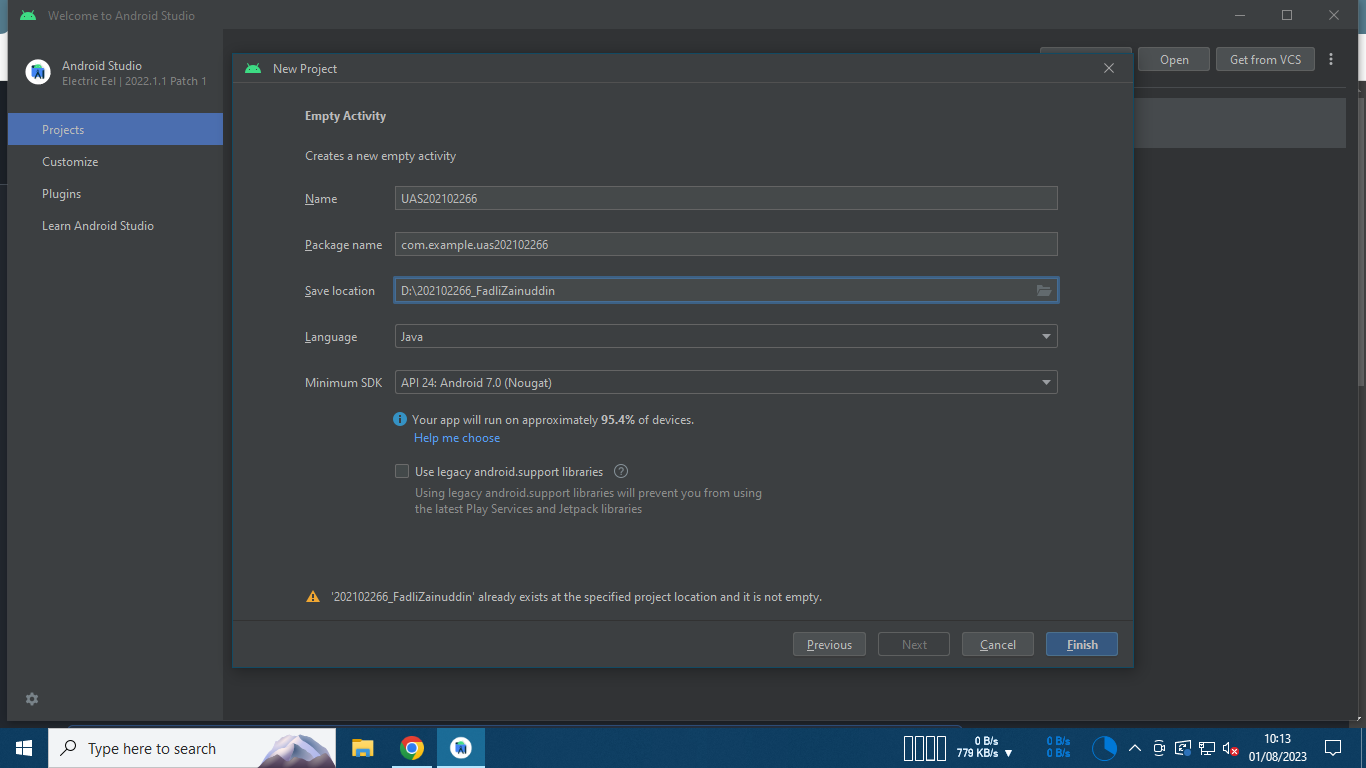 Welcome to Android Studio
Android Studio
Electric Eel | 2022.1.1 Patch 1
Projects
Customize
Plugins
Learn Android Studio
Open
Get from VCS
New Project
Empty Activity
Creates a new empty activity
Name
UAS202102266
Package name
com.example.uas202102266
Save location
D:\202102266_FadliZainuddin
Language
Java
Minimum SDK
API 24: Android 7.0 (Nougat)
Your app will run on approximately 95.4% of devices.
Help me choose
Use legacy android.support libraries
Using legacy android.support libraries will prevent you from using
the latest Play Services and Jetpack libraries
'202102266_FadliZainuddin' already exists at the specified project location and it is not empty.
Previous
Next
Cancel
Finish
Type here to search
0 B/s
779 KB/s
0 B/s
0 B/s
10:13
01/08/2023